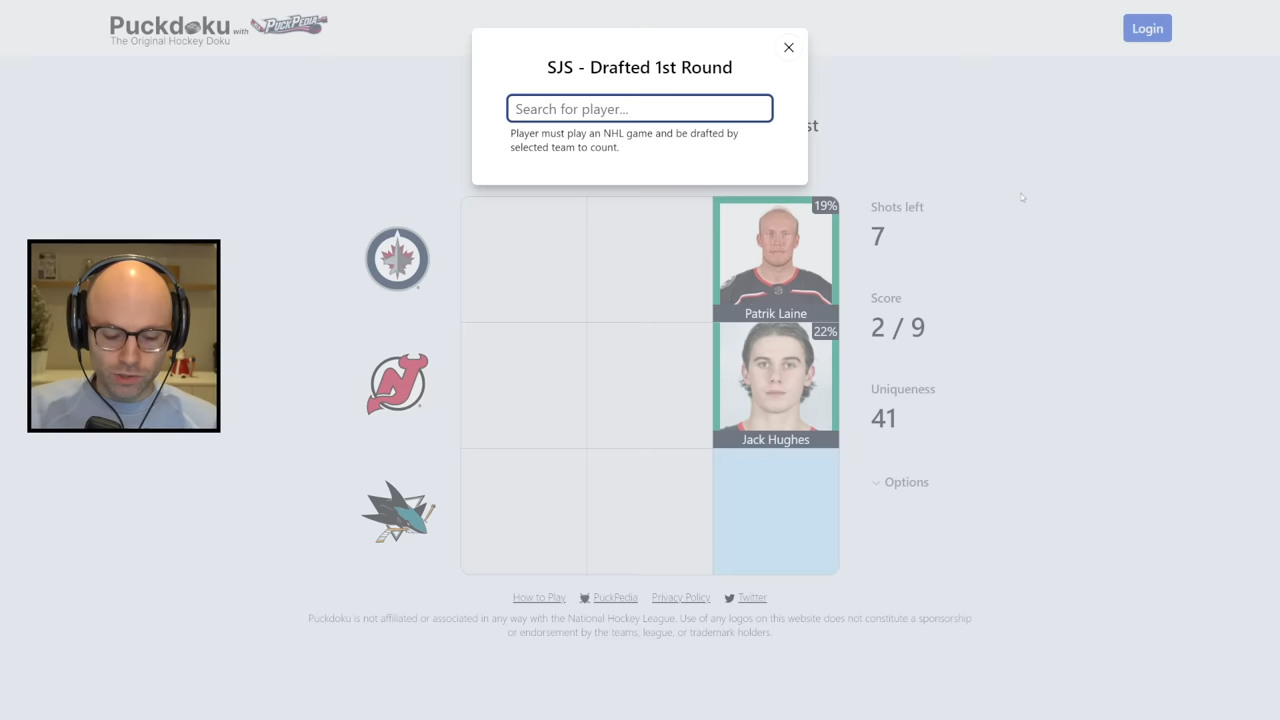 Puckdoku with PUCKPEDIA
The Original Hockey Doku
Login
SJS - Drafted 1st Round
Search for player...
Player must play an NHL game and be drafted by
selected team to count.
st
19%
Patrik Laine
22%
Jack Hughes
Shots left
7
Score
2 / 9
Uniqueness
41
Options
How to Play PuckPedia Privacy Policy Twitter
Puckdoku is not affiliated or associated in any way with the National Hockey League. Use of any logos on this website does not constitute a sponsorship
or endorsement by the teams, league, or trademark holders.